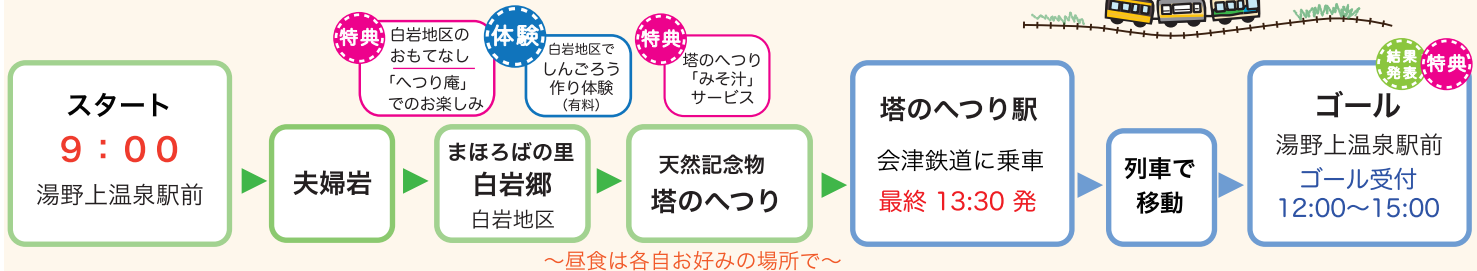 スタート
9：00
湯野上温泉駅前
夫婦岩
特典
白岩地区の
おもてなし
「へつり庵」
でのお楽しみ
体験
白岩地区で
しんごろう
作り体験
（有料）
まほろばの里
白岩郷
白岩地区
特典
塔のへつり
「みそ汁」
サービス
天然記念物
塔のへつり
〜昼食は各自お好みの場所で〜
塔のへつり駅
会津鉄道に乗車
最終 13:30 発
列車で
移動
結果
発表
特典
ゴール
湯野上温泉駅前
ゴール受付
12:00〜15:00